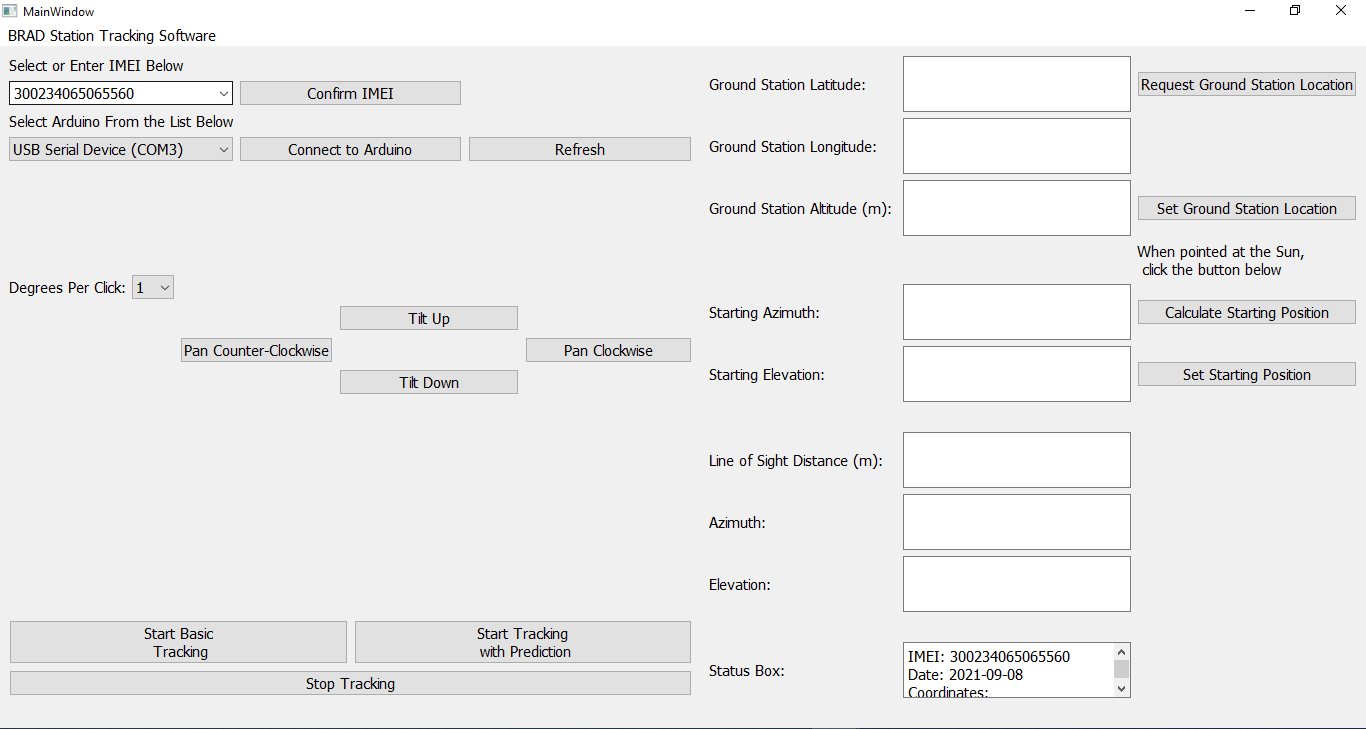 MainWindow
BRAD Station Tracking Software
Select or Enter IMEI Below
300234065065560
Confirm IMEI
Select Arduino From the List Below
USB Serial Device (COM3)
Connect to Arduino
Refresh
Degrees Per Click:
1
Tilt Up
Pan Counter-Clockwise
Pan Clockwise
Tilt Down
Start Basic
Tracking
Start Tracking
with Prediction
Stop Tracking
Ground Station Latitude:
Request Ground Station Location
Ground Station Longitude:
Ground Station Altitude (m):
Set Ground Station Location
When pointed at the Sun,
click the button below
Starting Azimuth:
Calculate Starting Position
Starting Elevation:
Set Starting Position
Line of Sight Distance (m):
Azimuth:
Elevation:
Status Box:
IMEI: 300234065065560
Date: 2021-09-08
Coordinates: